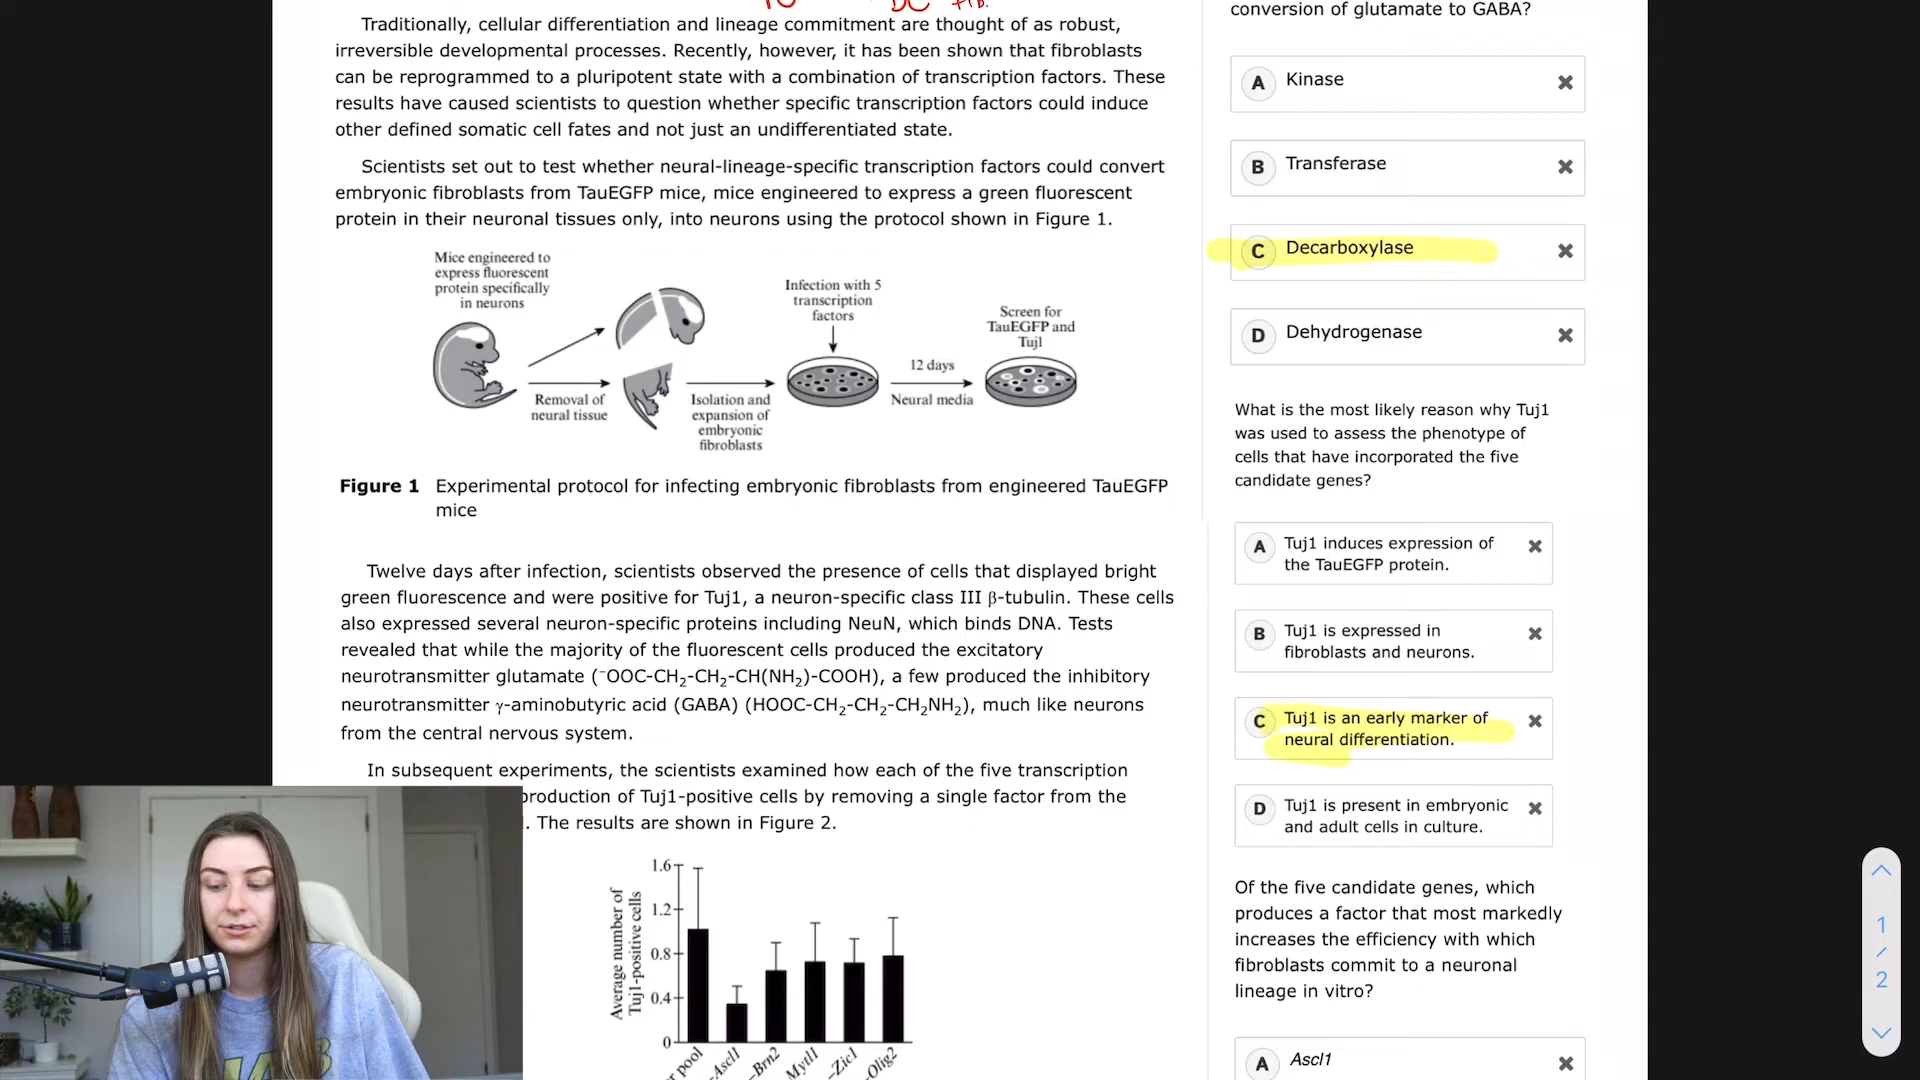 Traditionally, cellular differentiation and lineage commitment are thought of as robust,
irreversible developmental processes. Recently, however, it has been shown that fibroblasts
can be reprogrammed to a pluripotent state with a combination of transcription factors. These
results have caused scientists to question whether specific transcription factors could induce
other defined somatic cell fates and not just an undifferentiated state.
Scientists set out to test whether neural-lineage-specific transcription factors could convert
embryonic fibroblasts from TauEGFP mice, mice engineered to express a green fluorescent
protein in their neuronal tissues only, into neurons using the protocol shown in Figure 1.
Mice engineered to
express fluorescent
protein specifically
in neurons
Removal of
neural tissue
Isolation and
expansion of
embryonic
fibroblasts
Infection with 5
transcription
factors
12 days
Neural media
Screen for
TauEGFP and
Tuj1
Figure 1 Experimental protocol for infecting embryonic fibroblasts from engineered TauEGFP
mice
Twelve days after infection, scientists observed the presence of cells that displayed bright
green fluorescence and were positive for Tuj1, a neuron-specific class III β-tubulin. These cells
also expressed several neuron-specific proteins including NeuN, which binds DNA. Tests
revealed that while the majority of the fluorescent cells produced the excitatory
neurotransmitter glutamate (⁻OOC-CH₂-CH₂-CH(NH₂)-COOH), a few produced the inhibitory
neurotransmitter γ-aminobutyric acid (GABA) (HOOC-CH₂-CH₂-CH₂NH₂), much like neurons
from the central nervous system.
In subsequent experiments, the scientists examined how each of the five transcription
production of Tuj1-positive cells by removing a single factor from the
. The results are shown in Figure 2.
Average number of
Tuj1-positive cells
1.6
1.2
0.8
0.4
0
r pool
–Ascl1
–Brn2
Mytl1
–Zic1
–Olig2
conversion of glutamate to GABA?
A Kinase
B Transferase
C Decarboxylase
D Dehydrogenase
What is the most likely reason why Tuj1
was used to assess the phenotype of
cells that have incorporated the five
candidate genes?
A Tuj1 induces expression of
the TauEGFP protein.
B Tuj1 is expressed in
fibroblasts and neurons.
C Tuj1 is an early marker of
neural differentiation.
D Tuj1 is present in embryonic
and adult cells in culture.
Of the five candidate genes, which
produces a factor that most markedly
increases the efficiency with which
fibroblasts commit to a neuronal
lineage in vitro?
A Ascl1
1
/
2